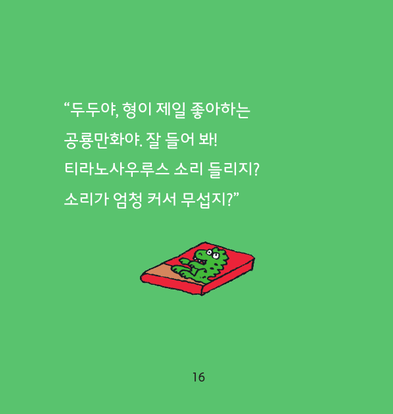 “두두야, 형이 제일 좋아하는
공룡만화야. 잘 들어 봐!
티라노사우루스 소리 들리지?
소리가 엄청 커서 무섭지?”
16